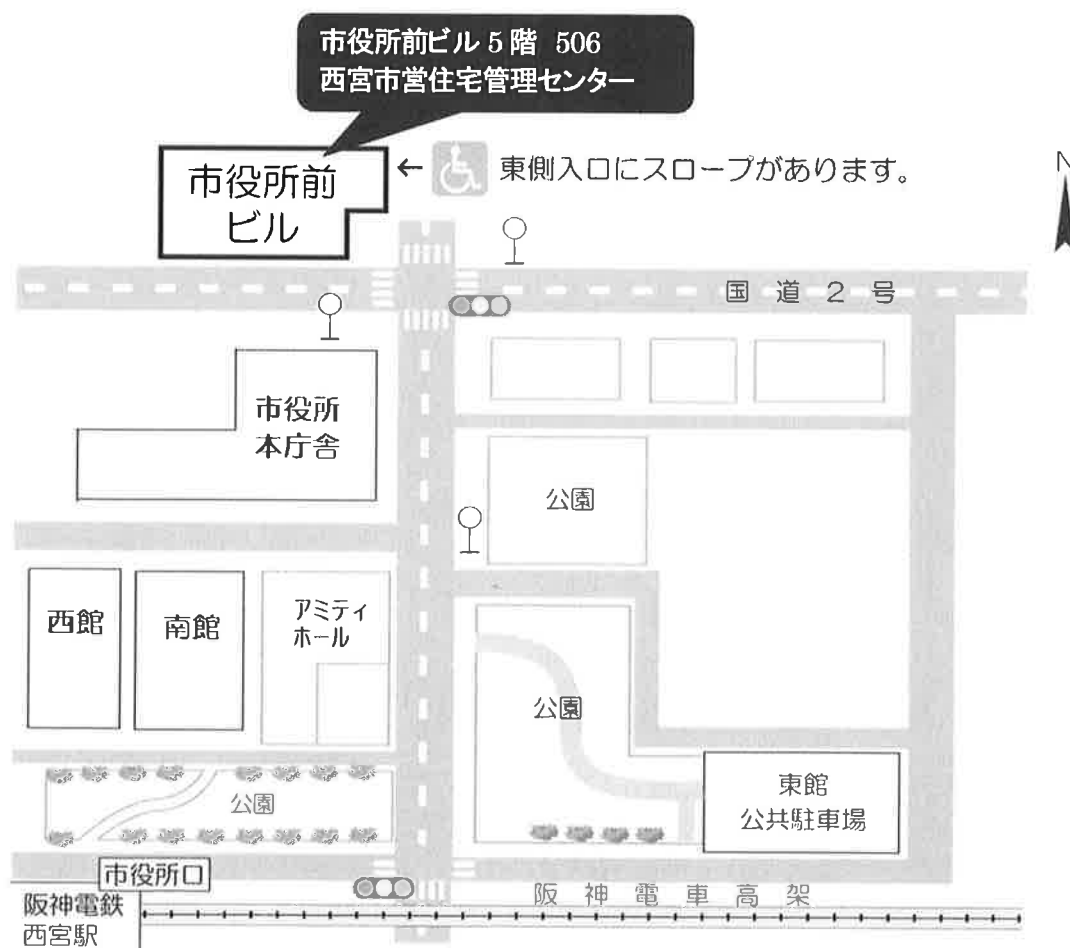 市役所前ビル 5 階 506
西宮市営住宅管理センター
市役所前
ビル
← 東側入口にスロープがあります。
N
国道2号
市役所
本庁舎
公園
西館
南館
アミティ
ホール
公園
東館
公共駐車場
公園
市役所口
阪神電車高架
阪神電鉄
西宮駅